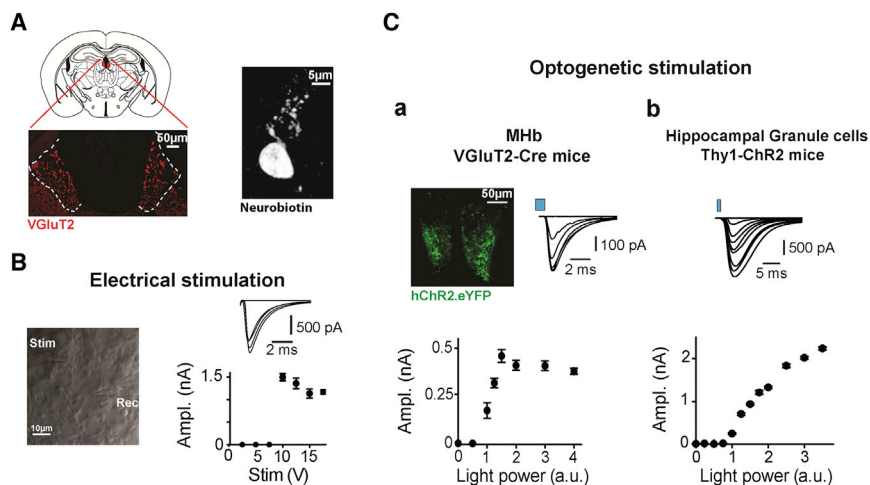 A
50μm
VGluT2
5μm
Neurobiotin
B
Electrical stimulation
Stim
Rec
10μm
500 pA
2 ms
Ampl. (nA)
1.5
0
0 5 10 15
Stim (V)
C
Optogenetic stimulation
a
MHb
VGluT2-Cre mice
50μm
hChR2.eYFP
100 pA
2 ms
Ampl. (nA)
0.5
0.25
0
0 1 2 3 4
Light power (a.u.)
b
Hippocampal Granule cells
Thy1-ChR2 mice
500 pA
5 ms
Ampl. (nA)
2
1
0
0 1 2 3
Light power (a.u.)